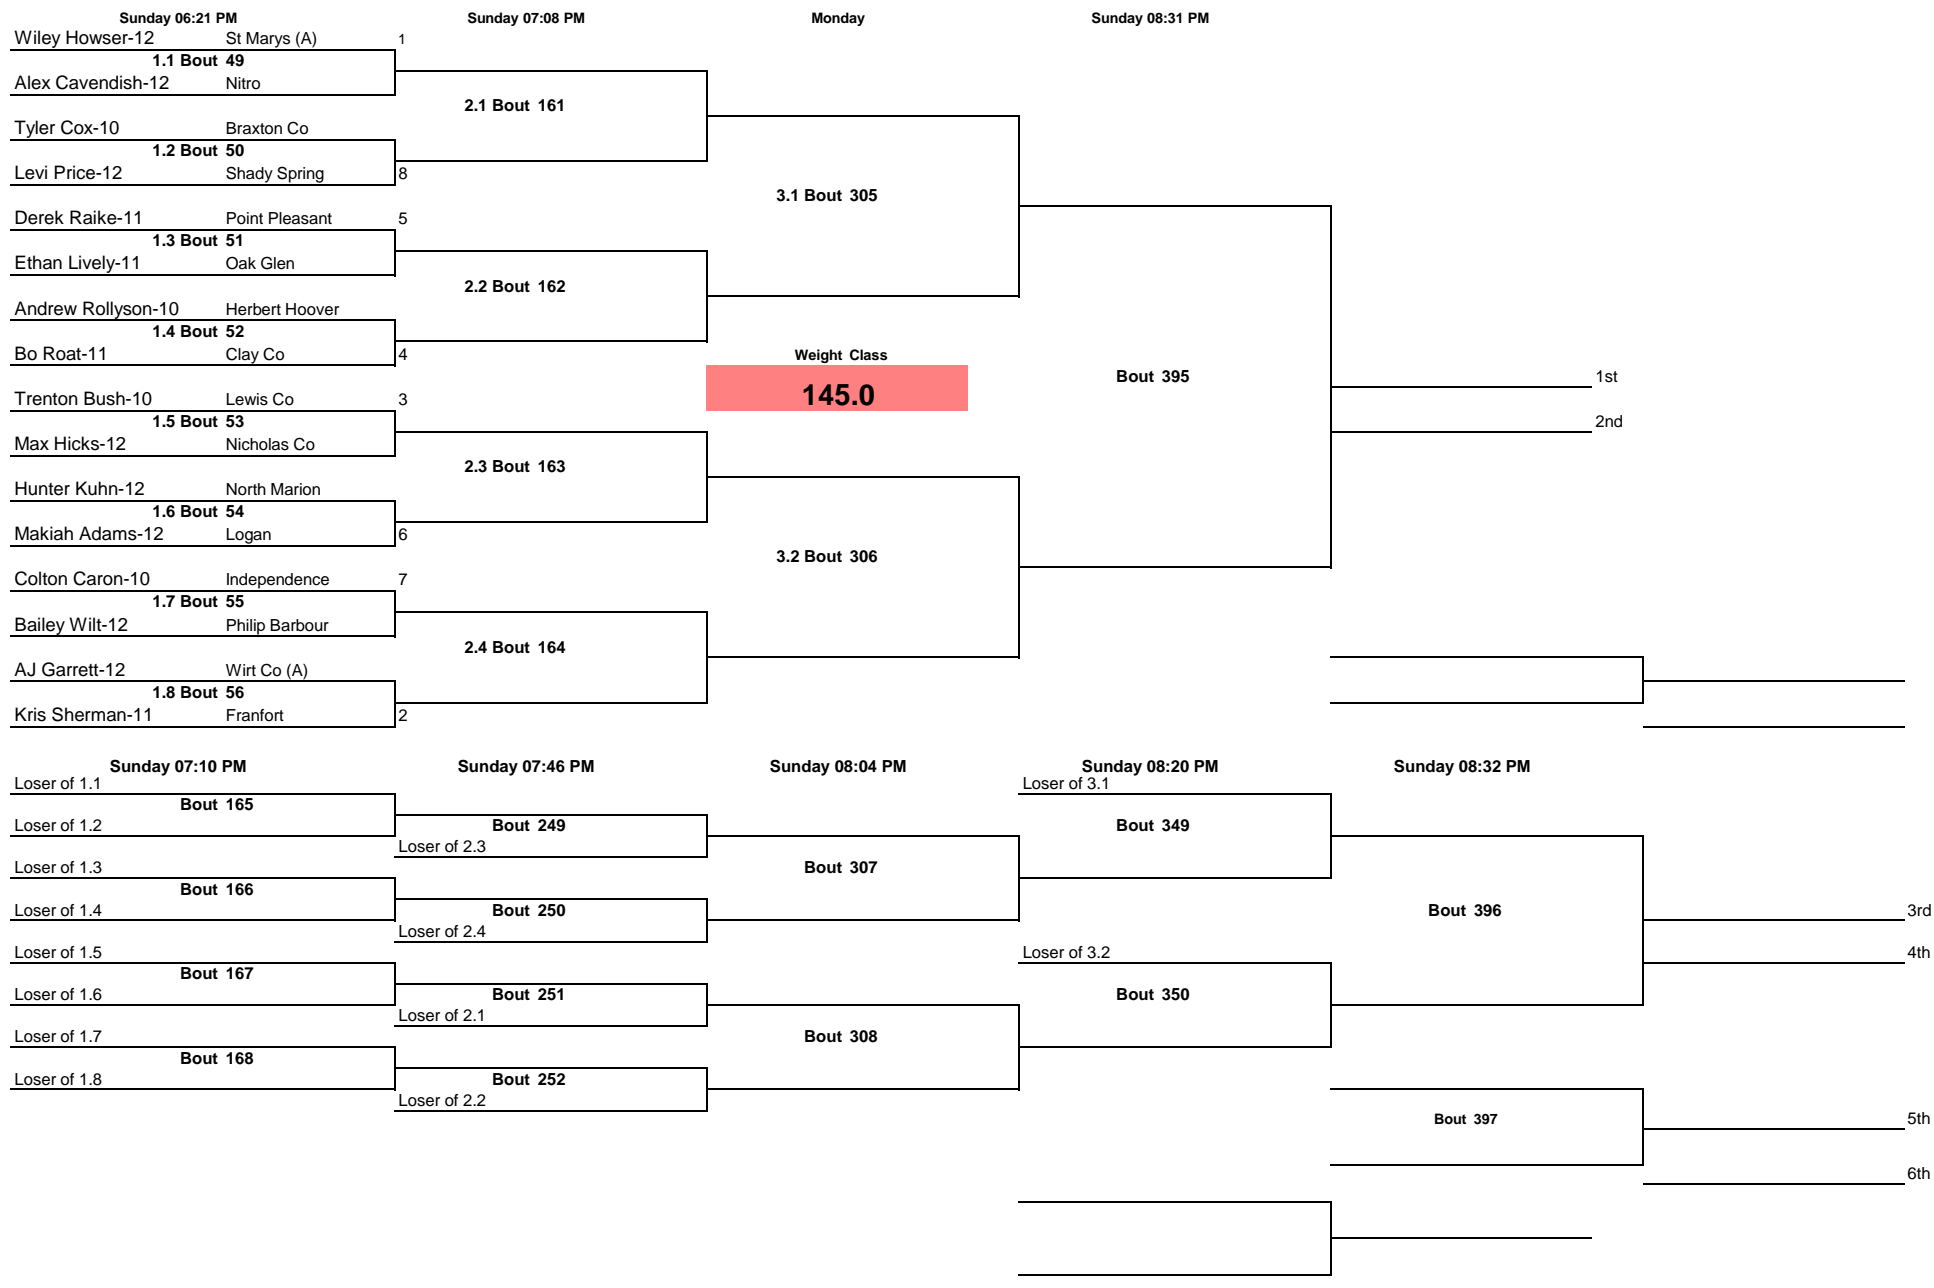 Sunday 06:21 PM Sunday 07:08 PM Monday Sunday 08:31 PM
Wiley Howser-12 St Marys (A) 1
1.1 Bout 49
Alex Cavendish-12 Nitro
2.1 Bout 161
Tyler Cox-10 Braxton Co
1.2 Bout 50
Levi Price-12 Shady Spring 8
3.1 Bout 305
Derek Raike-11 Point Pleasant 5
1.3 Bout 51
Ethan Lively-11 Oak Glen
2.2 Bout 162
Andrew Rollyson-10 Herbert Hoover
1.4 Bout 52
Bo Roat-11 Clay Co 4 Weight Class
Bout 395 1st
145.0
Trenton Bush-10 Lewis Co 3
1.5 Bout 53 2nd
Max Hicks-12 Nicholas Co
2.3 Bout 163
Hunter Kuhn-12 North Marion
1.6 Bout 54
Makiah Adams-12 Logan 6
3.2 Bout 306
Colton Caron-10 Independence 7
1.7 Bout 55
Bailey Wilt-12 Philip Barbour
2.4 Bout 164
AJ Garrett-12 Wirt Co (A)
1.8 Bout 56
Kris Sherman-11 Franfort 2
Sunday 07:10 PM Sunday 07:46 PM Sunday 08:04 PM Sunday 08:20 PM Sunday 08:32 PM
Loser of 1.1 Loser of 3.1
Bout 165
Loser of 1.2 Bout 249 Bout 349
Loser of 2.3
Loser of 1.3 Bout 307
Bout 166
Loser of 1.4 Bout 250 Bout 396 3rd
Loser of 2.4
Loser of 1.5 Loser of 3.2 4th
Bout 167
Loser of 1.6 Bout 251 Bout 350
Loser of 2.1
Loser of 1.7 Bout 308
Bout 168
Loser of 1.8 Bout 252
Loser of 2.2
Bout 397 5th
6th